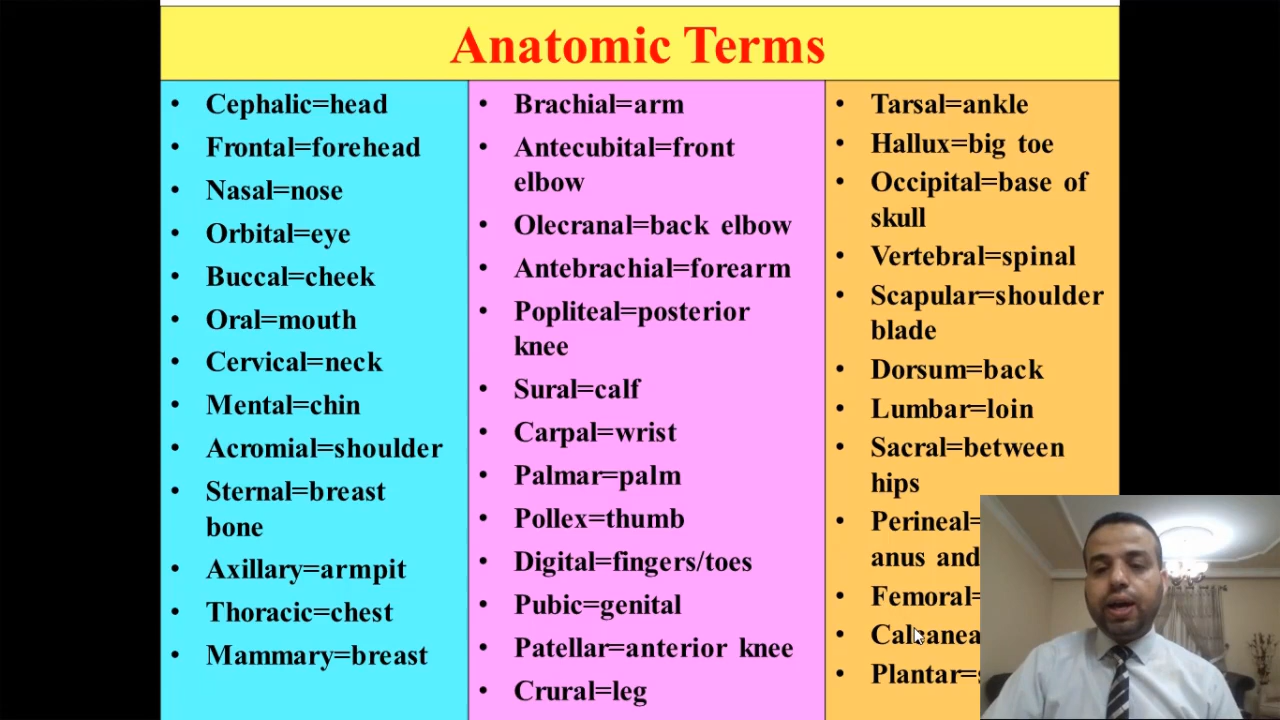 Anatomic Terms
• Cephalic=head
• Frontal=forehead
• Nasal=nose
• Orbital=eye
• Buccal=cheek
• Oral=mouth
• Cervical=neck
• Mental=chin
• Acromial=shoulder
• Sternal=breast
bone
• Axillary=armpit
• Thoracic=chest
• Mammary=breast
• Brachial=arm
• Antecubital=front
elbow
• Olecranal=back elbow
• Antebrachial=forearm
• Popliteal=posterior
knee
• Sural=calf
• Carpal=wrist
• Palmar=palm
• Pollex=thumb
• Digital=fingers/toes
• Pubic=genital
• Patellar=anterior knee
• Crural=leg
• Tarsal=ankle
• Hallux=big toe
• Occipital=base of
skull
• Vertebral=spinal
• Scapular=shoulder
blade
• Dorsum=back
• Lumbar=loin
• Sacral=between
hips
• Perineal=
anus and
• Femoral=
• Plantar=